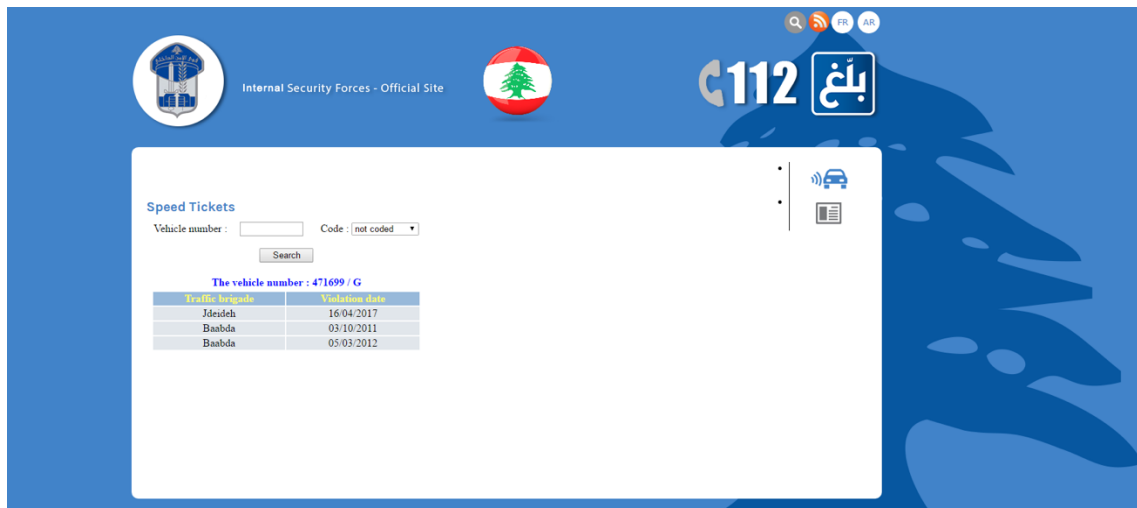 FR AR
Internal Security Forces - Official Site
112 بلّغ
Speed Tickets
Vehicle number : Code : not coded
Search
The vehicle number : 471699 / G
Traffic brigade Violation date
Jdeideh 16/04/2017
Baabda 03/10/2011
Baabda 05/03/2012